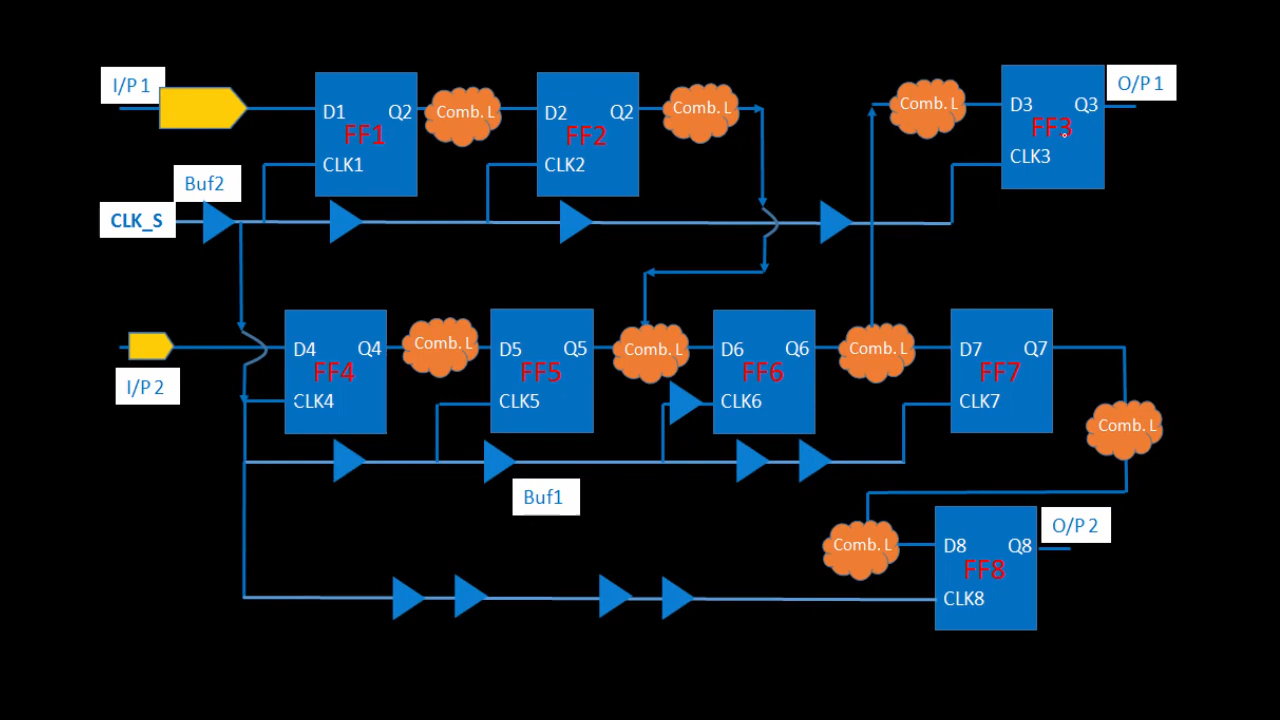 I/P 1
D1 Q2
FF1
CLK1
Comb. L
D2 Q2
FF2
CLK2
Comb. L
Comb. L
D3 Q3
FF3
CLK3
O/P 1
Buf2
CLK_S
I/P 2
D4 Q4
FF4
CLK4
Comb. L
D5 Q5
FF5
CLK5
Comb. L
D6 Q6
FF6
CLK6
Comb. L
D7 Q7
FF7
CLK7
Comb. L
Buf1
Comb. L
D8 Q8
FF8
CLK8
O/P 2